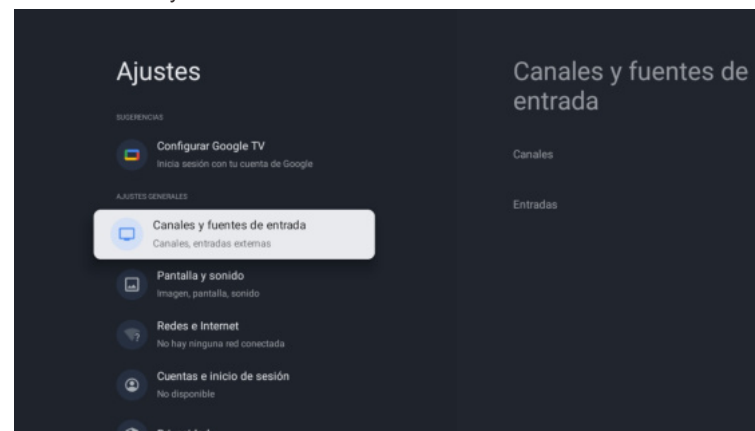 Ajustes
SUGERENCIAS
Configurar Google TV
Inicia sesión con tu cuenta de Google
AJUSTES GENERALES
Canales y fuentes de entrada
Canales, entradas externas
Pantalla y sonido
Imagen, pantalla, sonido
Redes e Internet
No hay ninguna red conectada
Cuentas e inicio de sesión
No disponible
Canales y fuentes de
entrada
Canales
Entradas